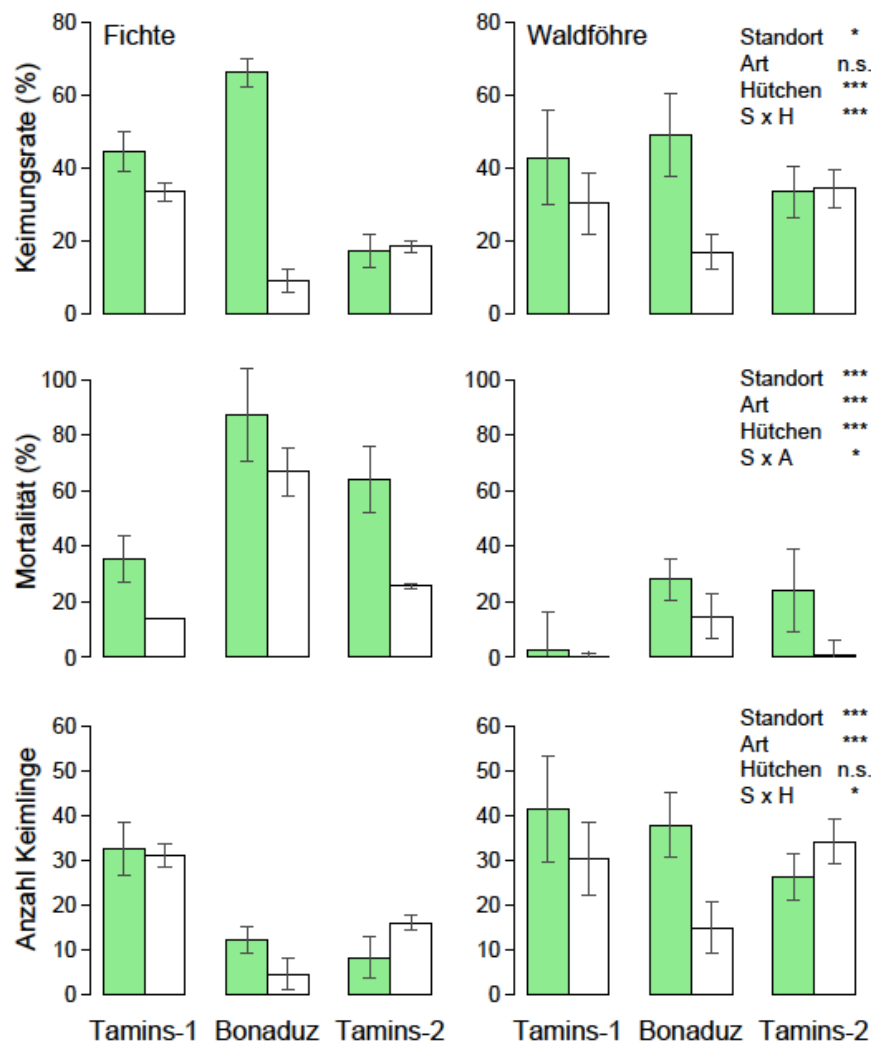 Fichte
Waldföhre
Keimungsrate (%)
80
60
40
20
0
80
60
40
20
0
Standort *
Art n.s.
Hütchen ***
S x H ***
Mortalität (%)
100
80
60
40
20
0
100
80
60
40
20
0
Standort ***
Art ***
Hütchen ***
S x A *
Anzahl Keimlinge
60
50
40
30
20
10
0
60
50
40
30
20
10
0
Standort ***
Art ***
Hütchen n.s.
S x H *
Tamins-1 Bonaduz Tamins-2
Tamins-1 Bonaduz Tamins-2